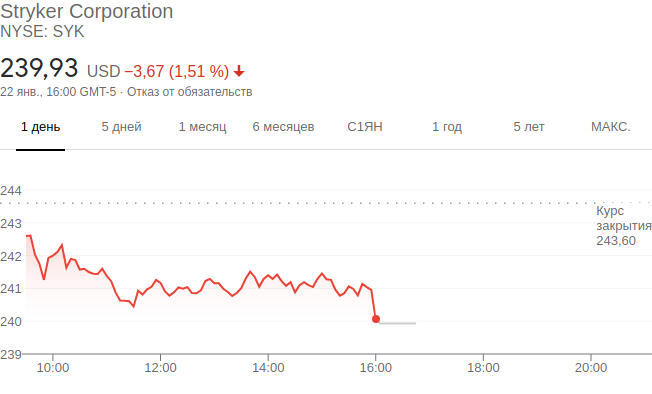 Stryker Corporation
NYSE: SYK
239,93 USD −3,67 (1,51 %)
22 янв., 16:00 GMT-5 · Отказ от обязательств
1 день 5 дней 1 месяц 6 месяцев С1ЯН 1 год 5 лет МАКС.
244
Курс
закрытия
243,60
243
242
241
240
239
10:00 12:00 14:00 16:00 18:00 20:00